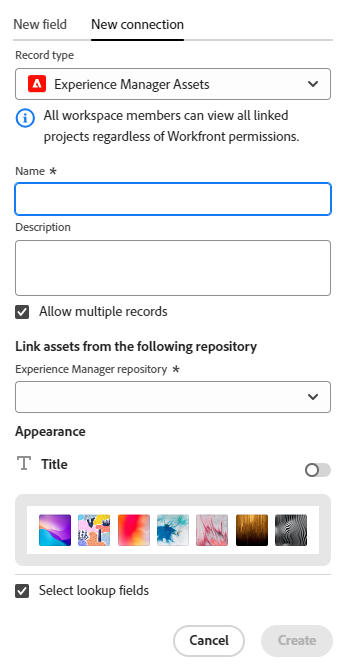 New field New connection
Record type
Experience Manager Assets
All workspace members can view all linked
projects regardless of Workfront permissions.
Name *
Description
Allow multiple records
Link assets from the following repository
Experience Manager repository *
Appearance
Title
Select lookup fields
Cancel Create